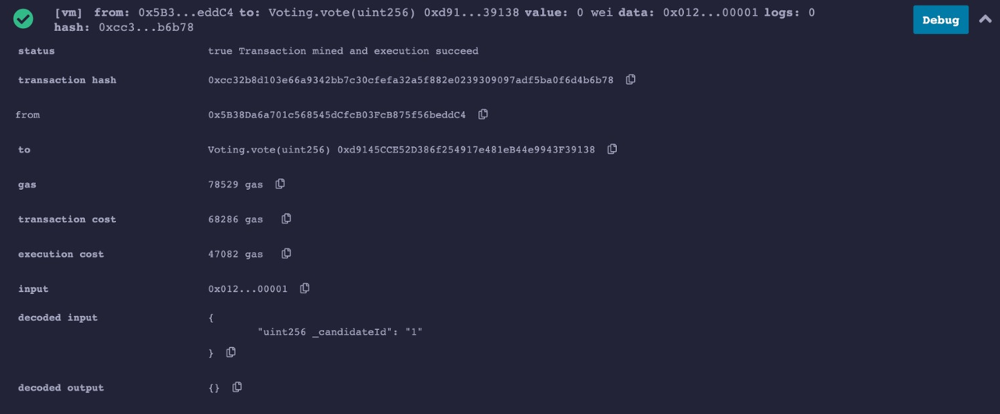 [vm] from: 0x5B3...eddC4 to: Voting.vote(uint256) 0xd91...39138 value: 0 wei data: 0x012...00001 logs: 0
hash: 0xcc3...b6b78
Debug
status true Transaction mined and execution succeed
transaction hash 0xcc32b8d103e66a9342bb7c30cfefa32a5f882e0239309097adf5ba0f6d4b6b78
from 0x5B38Da6a701c568545dCfcB03FcB875f56beddC4
to Voting.vote(uint256) 0xd9145CCE52D386f254917e481eB44e9943F39138
gas 78529 gas
transaction cost 68286 gas
execution cost 47082 gas
input 0x012...00001
decoded input {
"uint256 _candidateId": "1"
}
decoded output {}